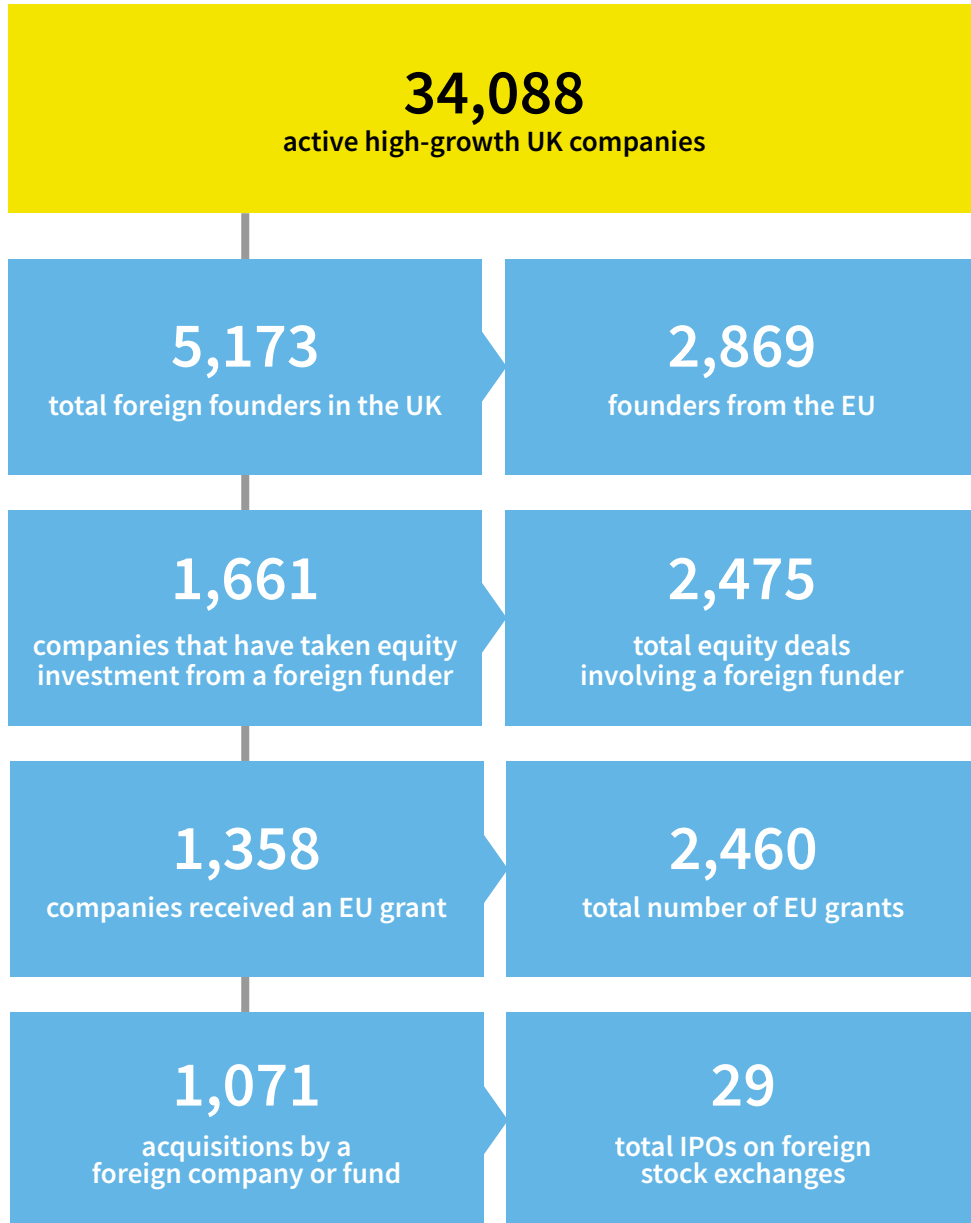 34,088
active high-growth UK companies
5,173
total foreign founders in the UK
2,869
founders from the EU
1,661
companies that have taken equity
investment from a foreign funder
2,475
total equity deals
involving a foreign funder
1,358
companies received an EU grant
2,460
total number of EU grants
1,071
acquisitions by a
foreign company or fund
29
total IPOs on foreign
stock exchanges